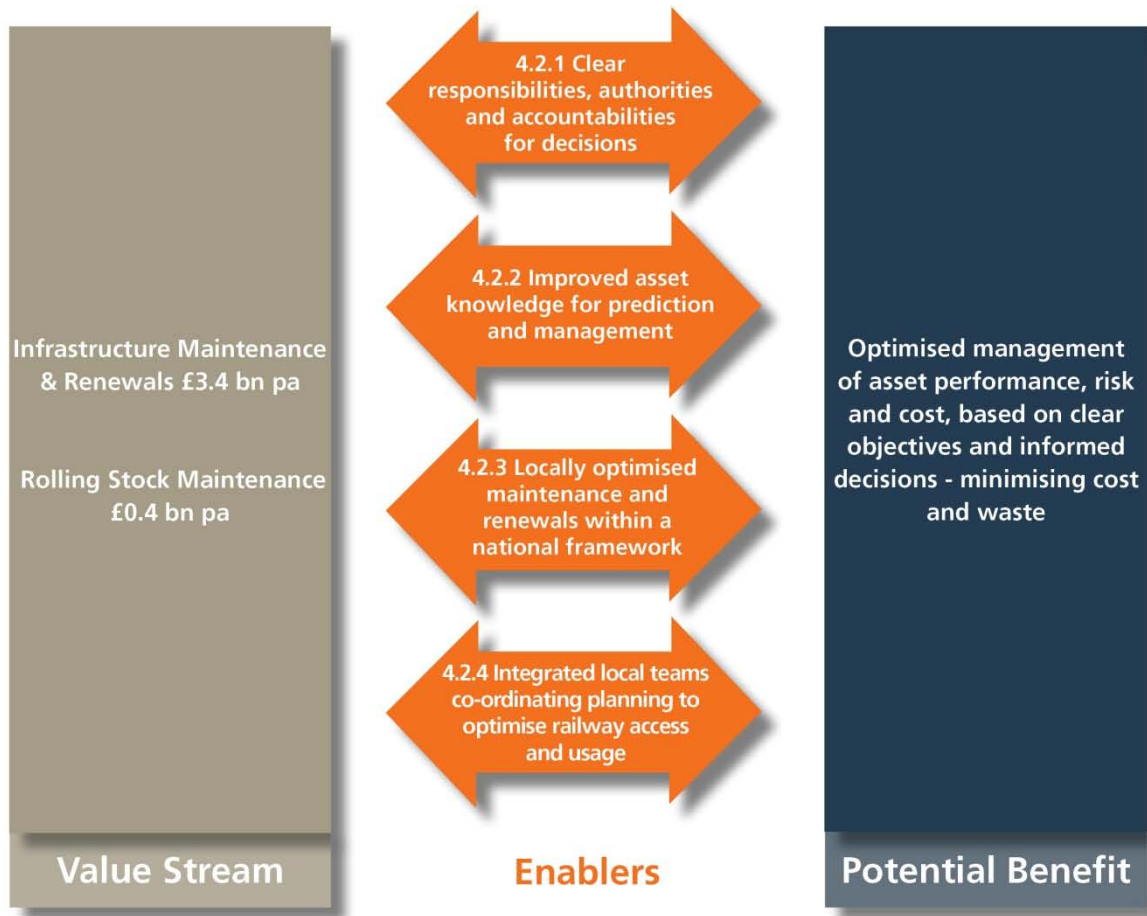 Infrastructure Maintenance
& Renewals £3.4 bn pa
Rolling Stock Maintenance
£0.4 bn pa
Value Stream
4.2.1 Clear
responsibilities, authorities
and accountabilities
for decisions
4.2.2 Improved asset
knowledge for prediction
and management
4.2.3 Locally optimised
maintenance and
renewals within a
national framework
4.2.4 Integrated local teams
co-ordinating planning to
optimise railway access
and usage
Enablers
Optimised management
of asset performance, risk
and cost, based on clear
objectives and informed
decisions - minimising cost
and waste
Potential Benefit